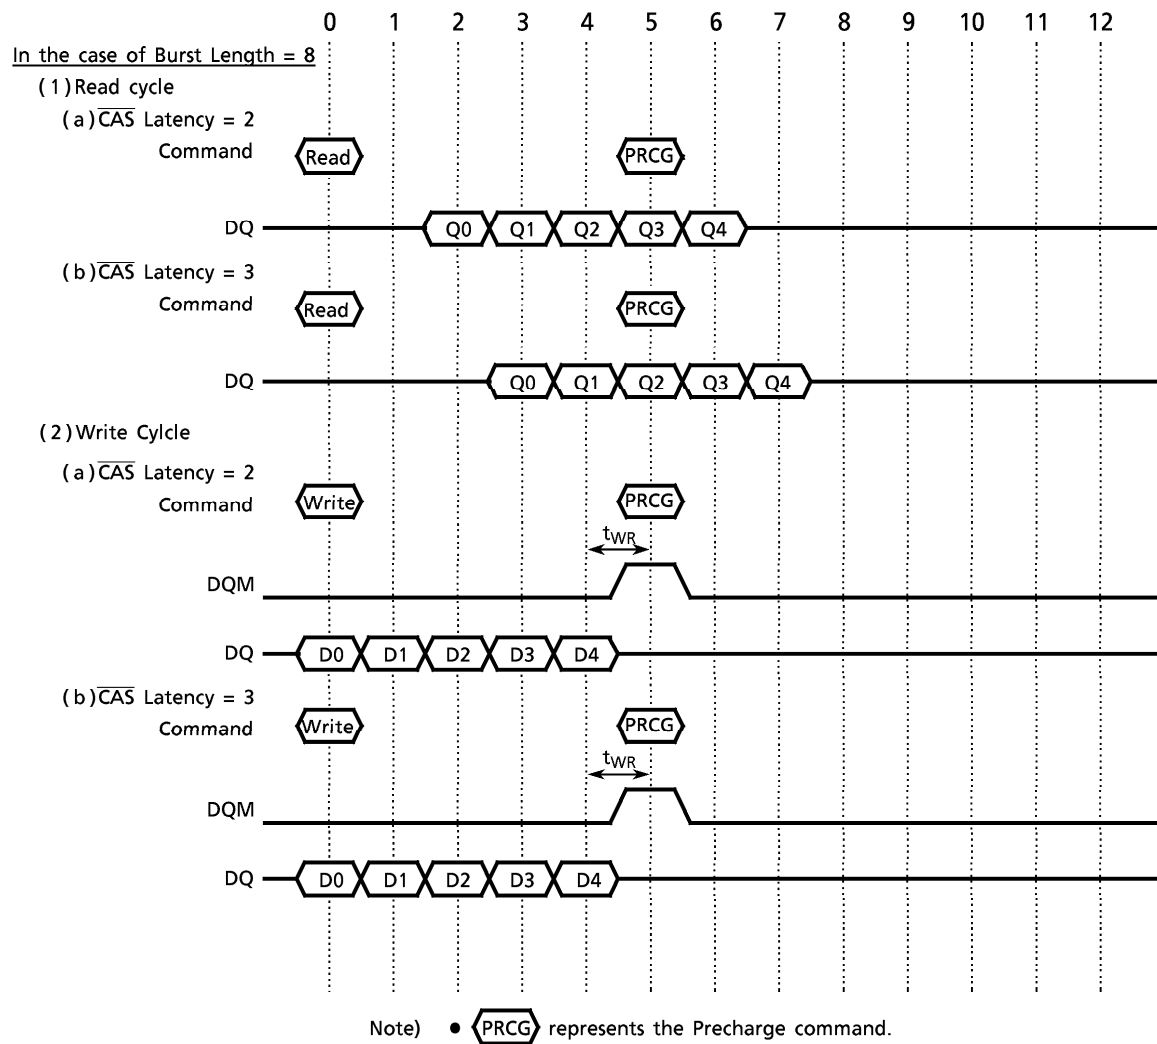 0 1 2 3 4 5 6 7 8 9 10 11 12
In the case of Burst Length = 8
(1) Read cycle
(a) CAS Latency = 2
Command Read PRCG
DQ Q0 Q1 Q2 Q3 Q4
(b) CAS Latency = 3
Command Read PRCG
DQ Q0 Q1 Q2 Q3 Q4
(2) Write Cylcle
(a) CAS Latency = 2
Command Write PRCG
tWR
DQM
DQ D0 D1 D2 D3 D4
(b) CAS Latency = 3
Command Write PRCG
tWR
DQM
DQ D0 D1 D2 D3 D4
Note) ● PRCG represents the Precharge command.